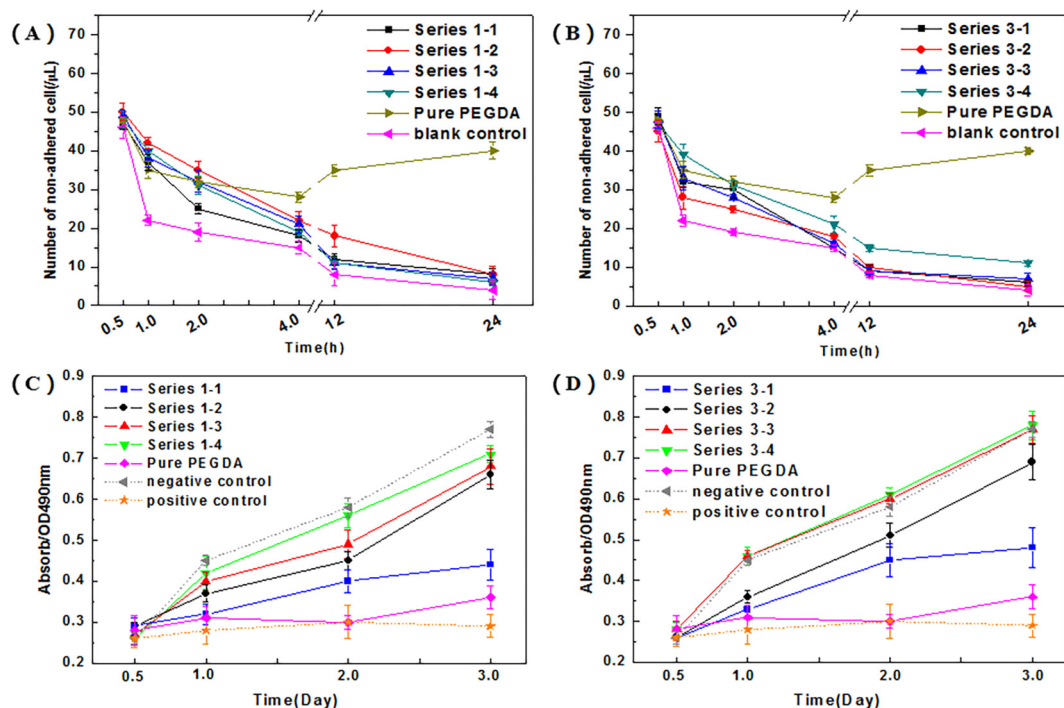 ( A )
80
70
60
50
40
30
20
10
0
Number of non-adhered cell(/μL)
Series 1-1
Series 1-2
Series 1-3
Series 1-4
Pure PEGDA
blank control
0.5
1.0
2.0
4.0
12
24
Time(h)
( B )
80
70
60
50
40
30
20
10
0
Number of non-adhered cell(/μL)
Series 3-1
Series 3-2
Series 3-3
Series 3-4
Pure PEGDA
blank control
0.5
1.0
2.0
4.0
12
24
Time(h)
( C )
0.9
0.8
0.7
0.6
0.5
0.4
0.3
0.2
Absorb/OD490nm
Series 1-1
Series 1-2
Series 1-3
Series 1-4
Pure PEGDA
negative control
positive control
0.5
1.0
2.0
3.0
Time(Day)
( D )
0.9
0.8
0.7
0.6
0.5
0.4
0.3
0.2
Absorb/OD490nm
Series 3-1
Series 3-2
Series 3-3
Series 3-4
Pure PEGDA
negative control
positive control
0.5
1.0
2.0
3.0
Time(Day)